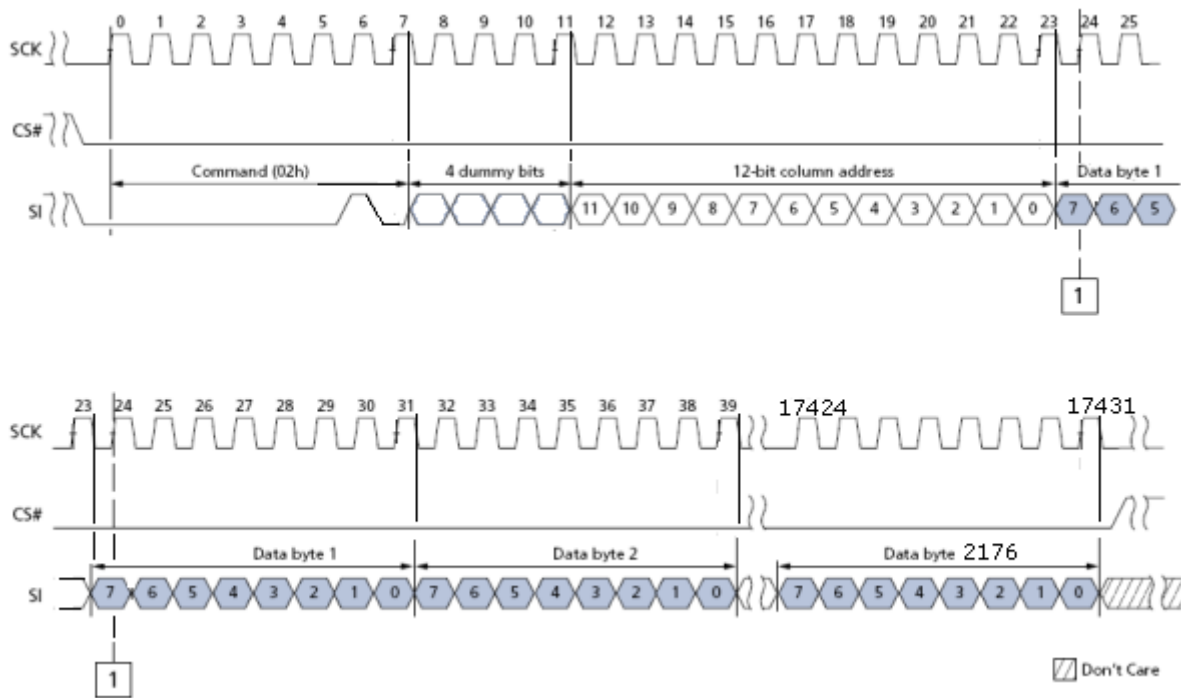 0 1 2 3 4 5 6 7 8 9 10 11 12 13 14 15 16 17 18 19 20 21 22 23 24 25
SCK
CS#
Command (02h) 4 dummy bits 12-bit column address Data byte 1
SI 11 10 9 8 7 6 5 4 3 2 1 0 7 6 5
1
23 24 25 26 27 28 29 30 31 32 33 34 35 36 37 38 39 17424 17431
SCK
CS#
Data byte 1 Data byte 2 Data byte 2176
SI 7 6 5 4 3 2 1 0 7 6 5 4 3 2 1 0 7 6 5 4 3 2 1 0
1
Don't Care